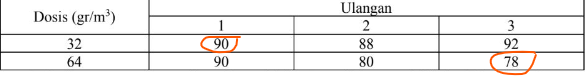 Dosis (gr/m³) Ulangan
1 2 3
32 90 88 92
64 90 80 78